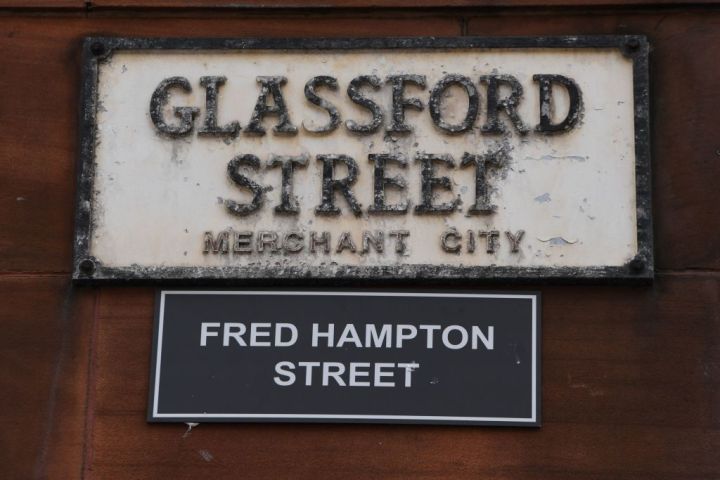 GLASSFORD
STREET
MERCHANT CITY
FRED HAMPTON
STREET